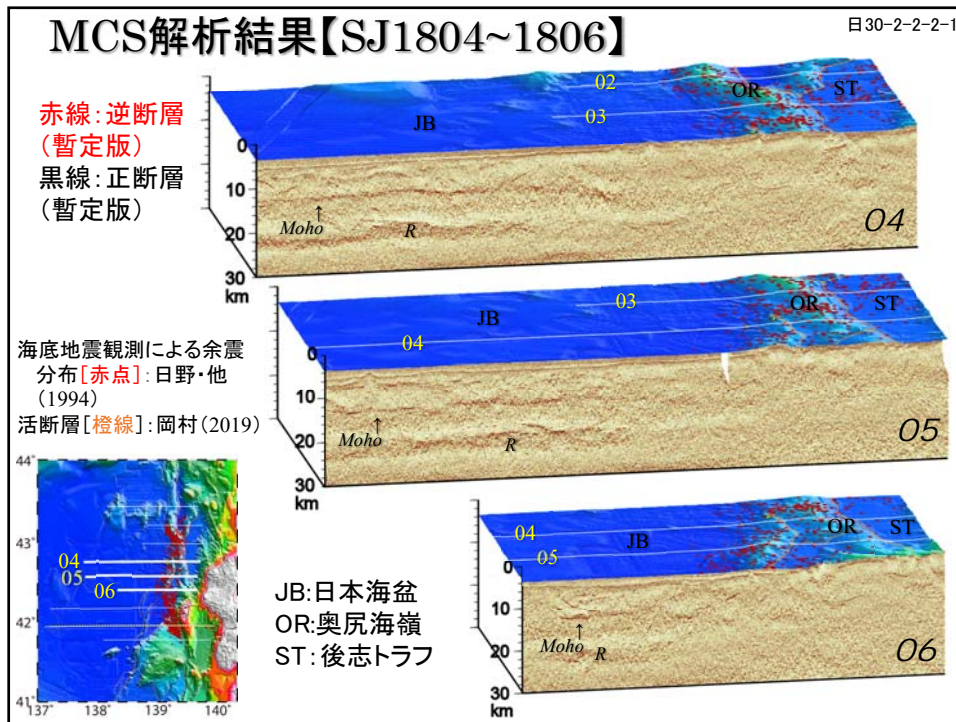 MCS解析結果【SJ1804~1806】
日30-2-2-2-1
赤線:逆断層
(暫定版)
黒線:正断層
(暫定版)
02
OR
ST
JB
03
0
10
20
30
km
Moho
↑
R
04
03
OR
ST
JB
04
0
10
20
30
km
Moho
↑
R
05
海底地震観測による余震
分布[赤点]:日野・他
(1994)
活断層[橙線]:岡村(2019)
44°
43°
42°
41°
137°
138°
139°
140°
04
05
06
JB:日本海盆
OR:奥尻海嶺
ST:後志トラフ
04
JB
OR
ST
05
0
10
20
30
km
Moho
↑
R
06